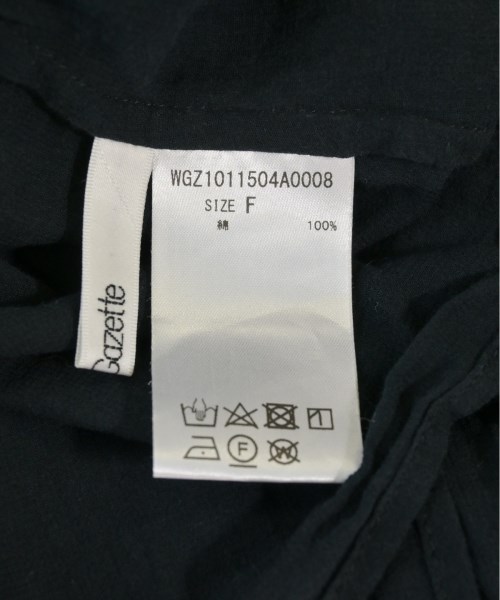 WGZ1011504A0008
SIZE F
綿 100%
Gazette
F
W